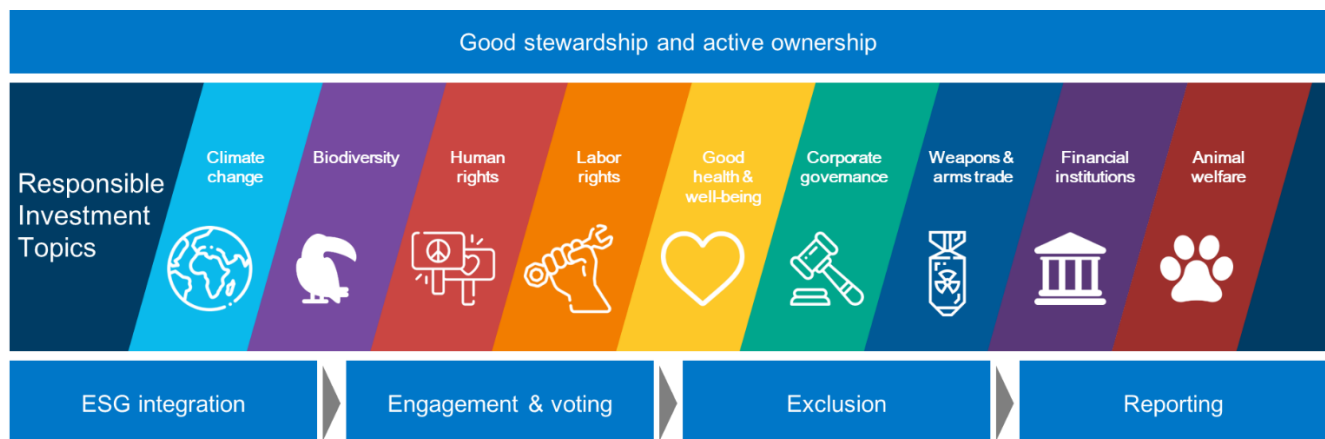 Good stewardship and active ownership
Responsible
Investment
Topics
Climate
change
Biodiversity
Human
rights
Labor
rights
Good
health &
well-being
Corporate
governance
Weapons &
arms trade
Financial
institutions
Animal
welfare
ESG integration
Engagement & voting
Exclusion
Reporting